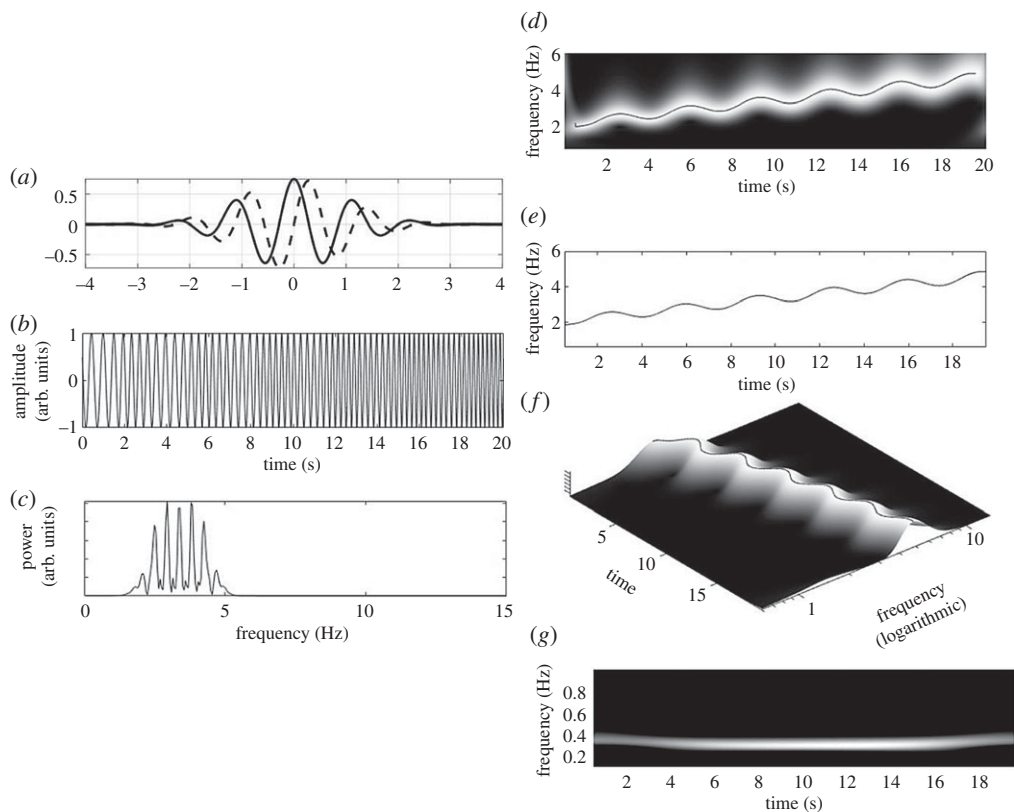 (a)
0.5
0
−0.5
−4 −3 −2 −1 0 1 2 3 4
(b)
amplitude
(arb. units)
1
0
−1
0 2 4 6 8 10 12 14 16 18 20
time (s)
(c)
power
(arb. units)
0 5 10 15
frequency (Hz)
(d)
frequency (Hz)
6
4
2
2 4 6 8 10 12 14 16 18 20
time (s)
(e)
frequency (Hz)
6
4
2
2 4 6 8 10 12 14 16 18
time (s)
(f)
5
10
15
time
1
10
frequency
(logarithmic)
(g)
frequency (Hz)
0.8
0.6
0.4
0.2
2 4 6 8 10 12 14 16 18
time (s)